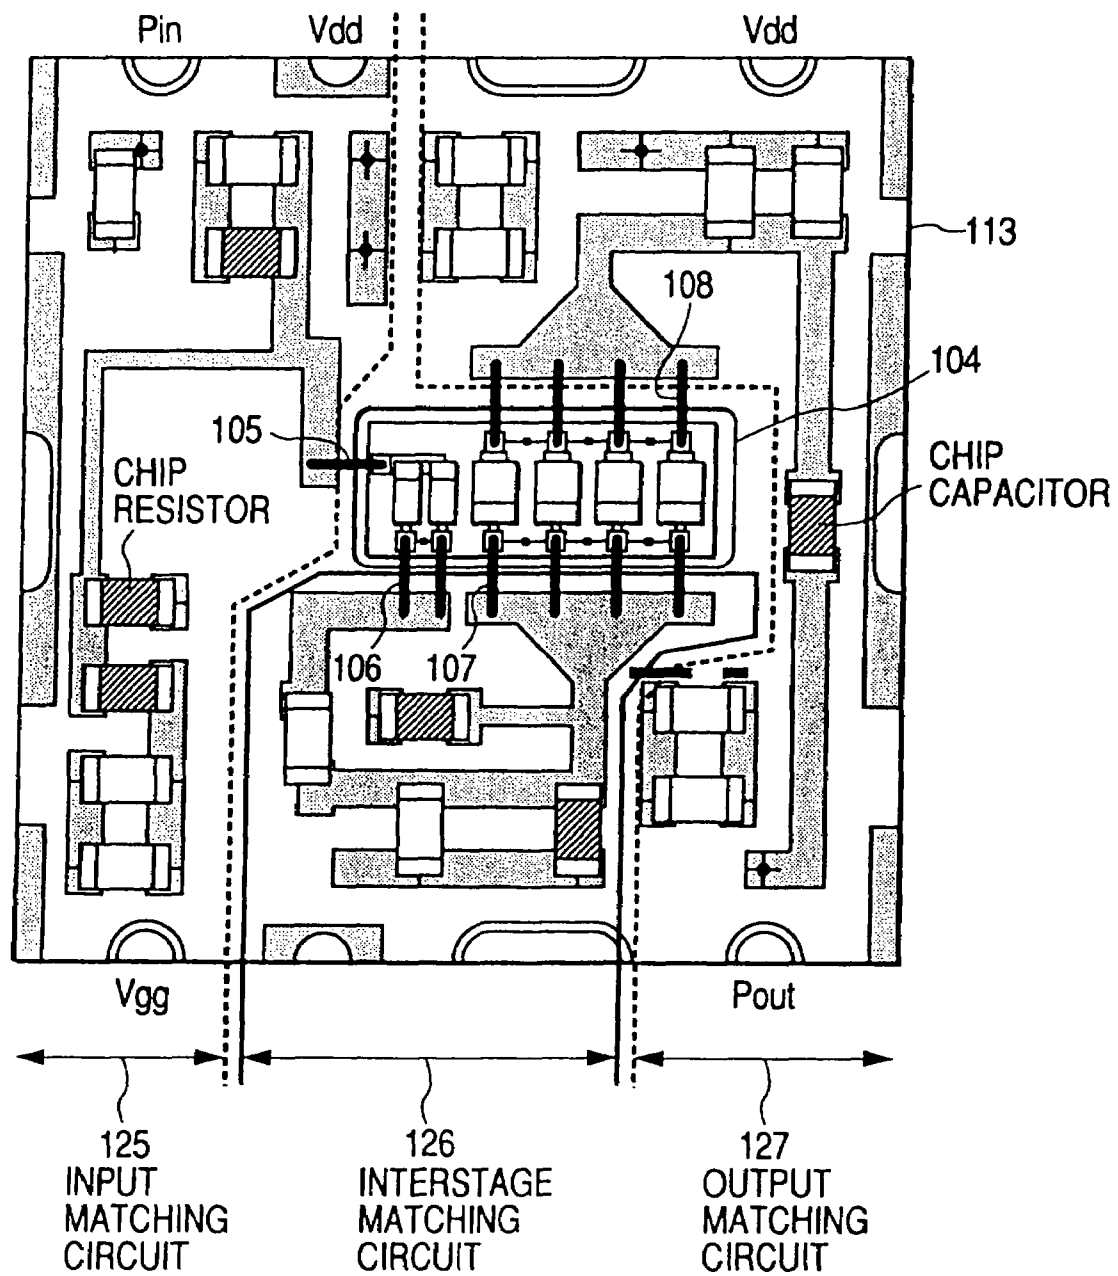 Pin
Vdd
Vdd
113
108
104
105
CHIP
RESISTOR
CHIP
CAPACITOR
106
107
Vgg
Pout
125
INPUT
MATCHING
CIRCUIT
126
INTERSTAGE
MATCHING
CIRCUIT
127
OUTPUT
MATCHING
CIRCUIT